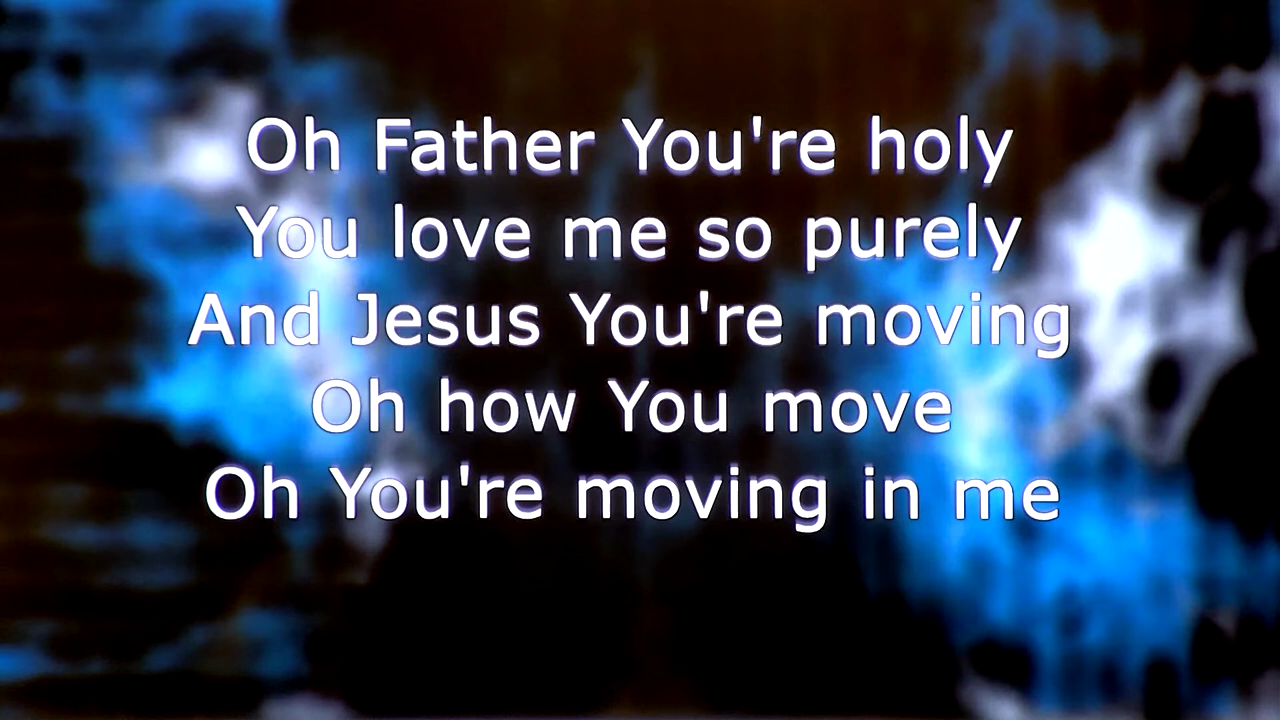 Oh Father You're holy
You love me so purely
And Jesus You're moving
Oh how You move
Oh You're moving in me